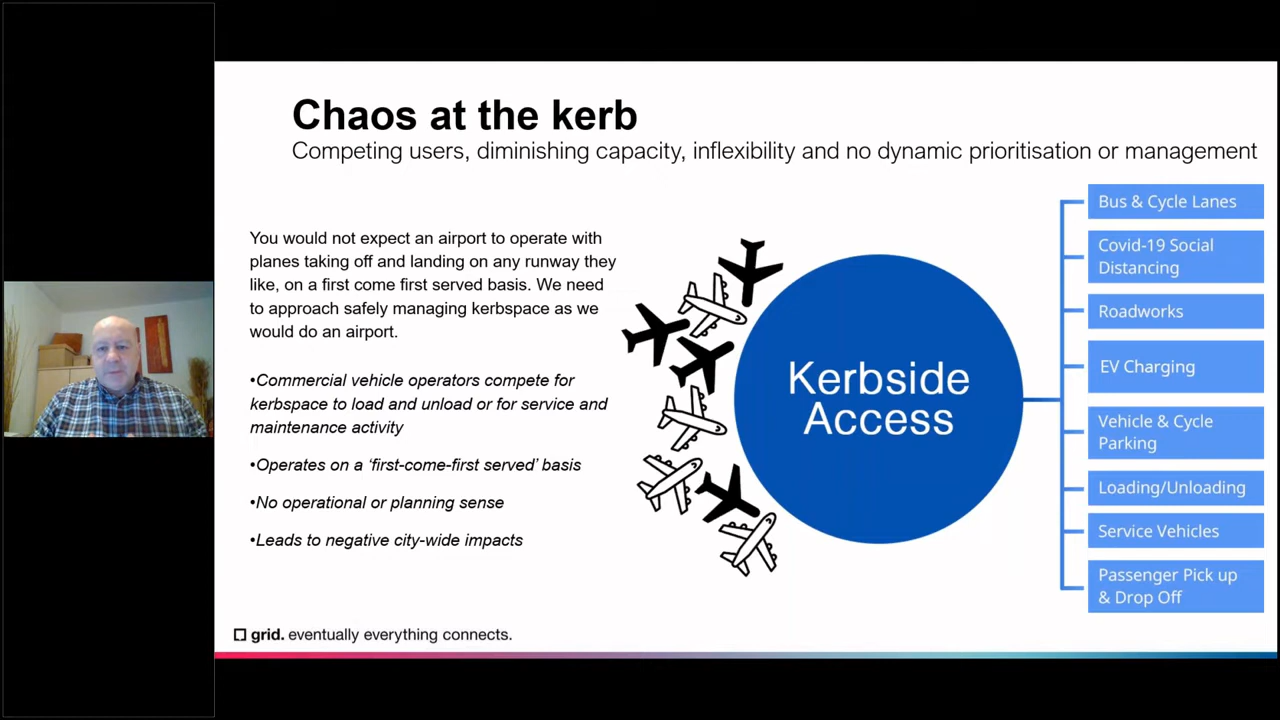 Chaos at the kerb
Competing users, diminishing capacity, inflexibility and no dynamic prioritisation or management
You would not expect an airport to operate with
planes taking off and landing on any runway they
like, on a first come first served basis. We need
to approach safely managing kerbspace as we
would do an airport.
•Commercial vehicle operators compete for
kerbspace to load and unload or for service and
maintenance activity
•Operates on a ‘first-come-first served’ basis
•No operational or planning sense
•Leads to negative city-wide impacts
Kerbside
Access
Bus & Cycle Lanes
Covid-19 Social
Distancing
Roadworks
EV Charging
Vehicle & Cycle
Parking
Loading/Unloading
Service Vehicles
Passenger Pick up
& Drop Off
grid. eventually everything connects.